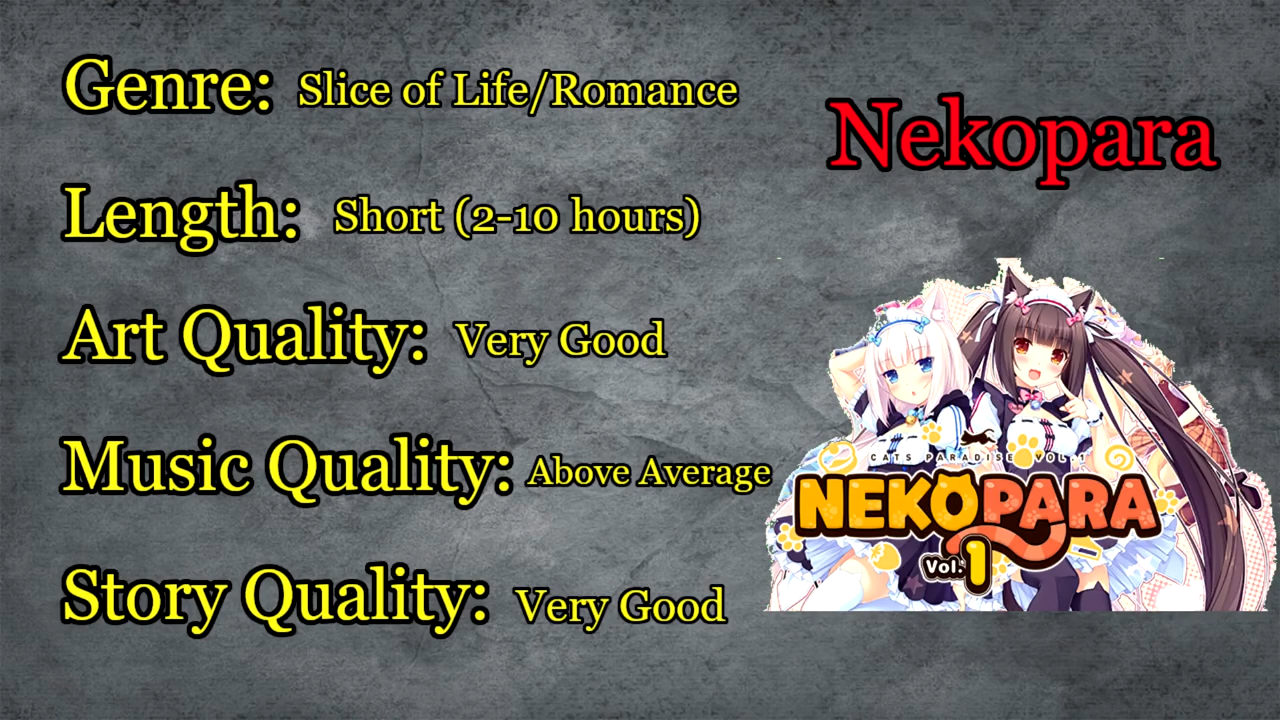 Genre: Slice of Life/Romance
Nekopara
Length: Short (2-10 hours)
Art Quality: Very Good
Music Quality: Above Average
CATS PARADISE VOL.1
NEKOPARA
Vol.1
Story Quality: Very Good